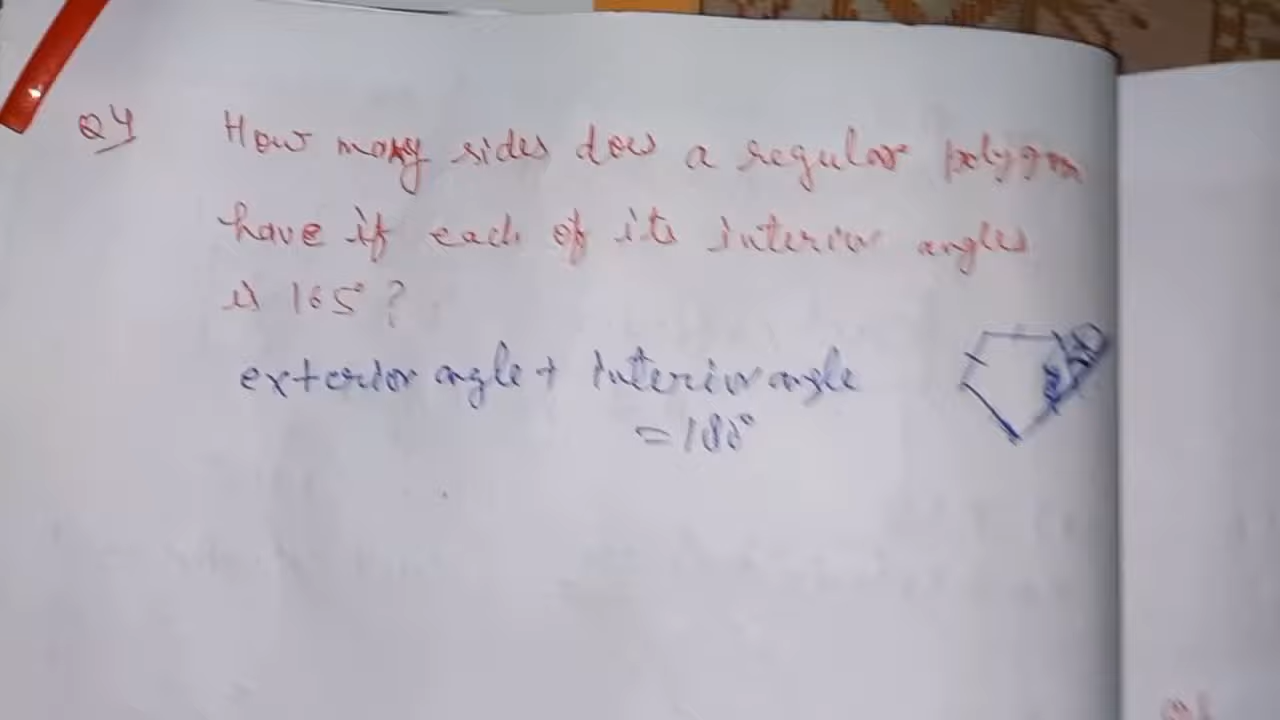 Q4 How many sides does a regular polygon
have if each of its interior angles
is 165°?
exterior angle + interior angle
= 180°